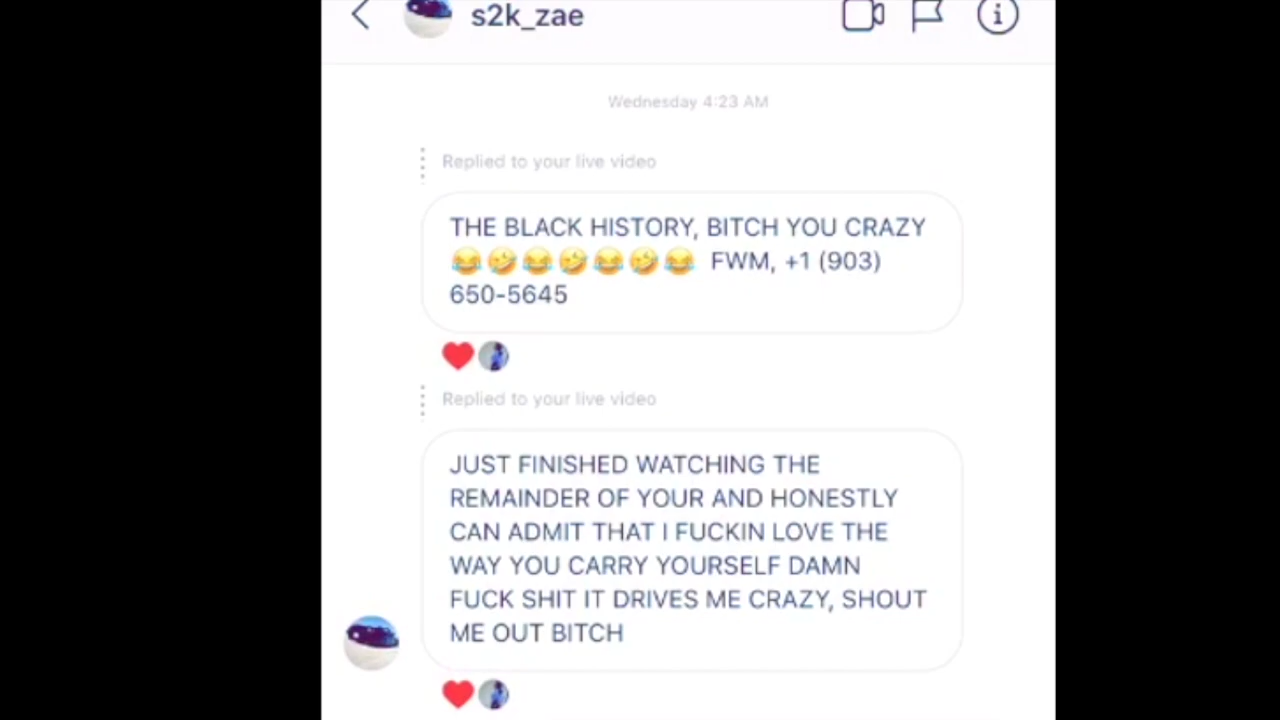 s2k_zae
Wednesday 4:23 AM
Replied to your live video
THE BLACK HISTORY, BITCH YOU CRAZY
😂🤣😂🤣😂🤣😂 FWM, +1 (903)
650-5645
Replied to your live video
JUST FINISHED WATCHING THE
REMAINDER OF YOUR AND HONESTLY
CAN ADMIT THAT I FUCKIN LOVE THE
WAY YOU CARRY YOURSELF DAMN
FUCK SHIT IT DRIVES ME CRAZY, SHOUT
ME OUT BITCH